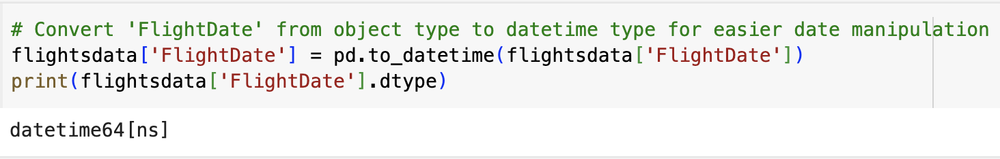 # Convert 'FlightDate' from object type to datetime type for easier date manipulation
flightsdata['FlightDate'] = pd.to_datetime(flightsdata['FlightDate'])
print(flightsdata['FlightDate'].dtype)
datetime64[ns]